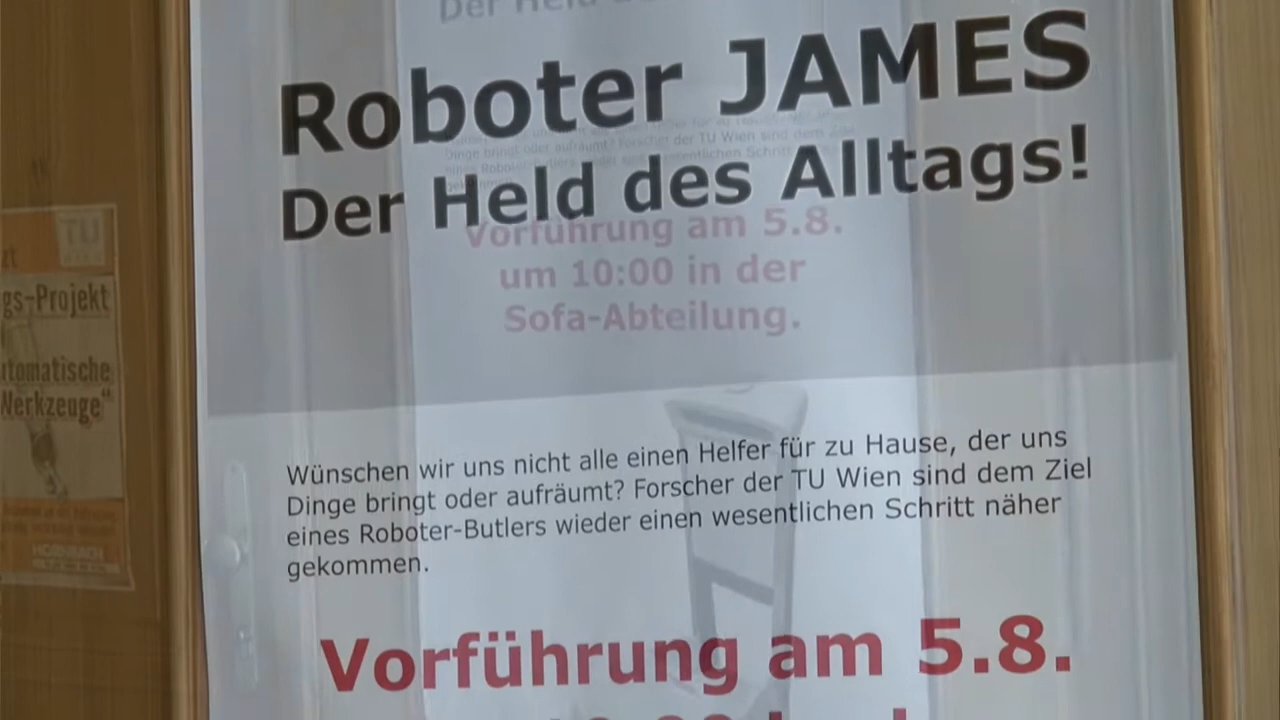 Roboter JAMES
Der Held des Alltags!
Vorführung am 5.8.
um 10:00 in der
Sofa-Abteilung.
gs-Projekt
tomatische
Werkzeuge“
Wünschen wir uns nicht alle einen Helfer für zu Hause, der uns
Dinge bringt oder aufräumt? Forscher der TU Wien sind dem Ziel
eines Roboter-Butlers wieder einen wesentlichen Schritt näher
gekommen.
Vorführung am 5.8.